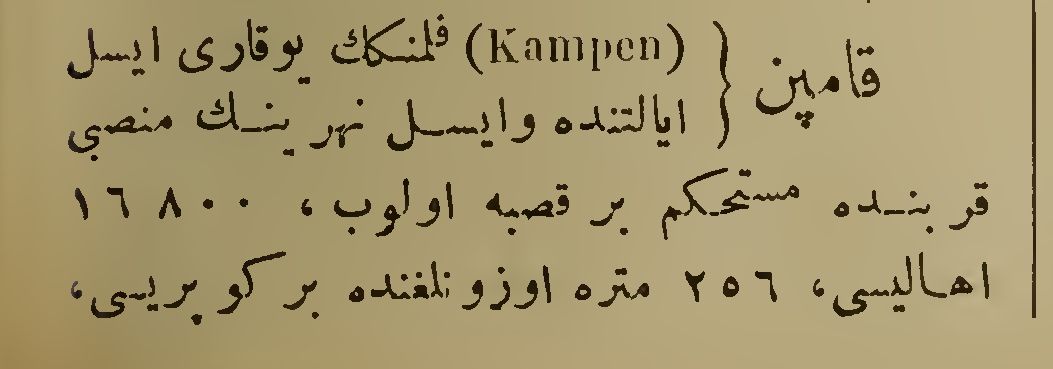 قامپن { (Kampen) فلمنكك يوقارى ايسل
ايالتنده و ايسل نهرينك منصبى
قربنده مستحكم بر قصبه اولوب، ١٦٨٠٠
اهاليسى، ٢٥٦ متره اوزونلغنده بر كوپريسى،